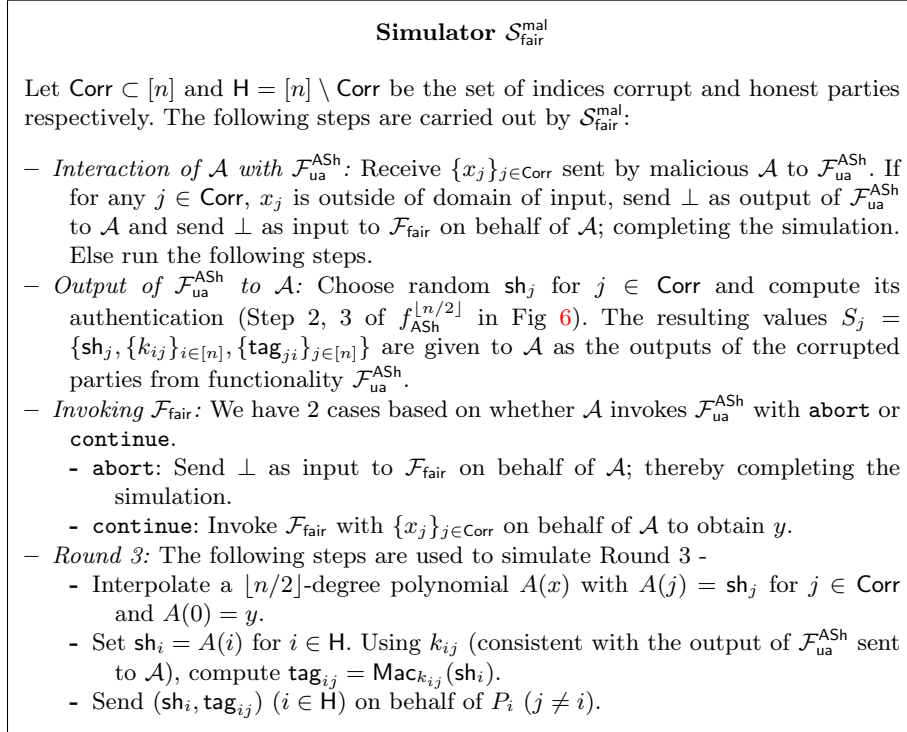 Simulator 𝒮^mal_fair
Let Corr ⊂ [n] and H = [n] \ Corr be the set of indices corrupt and honest parties
respectively. The following steps are carried out by 𝒮^mal_fair:
– Interaction of 𝒜 with ℱ^ASh_ua: Receive {x_j}_{j∈Corr} sent by malicious 𝒜 to ℱ^ASh_ua. If
for any j ∈ Corr, x_j is outside of domain of input, send ⊥ as output of ℱ^ASh_ua
to 𝒜 and send ⊥ as input to ℱ_fair on behalf of 𝒜; completing the simulation.
Else run the following steps.
– Output of ℱ^ASh_ua to 𝒜: Choose random sh_j for j ∈ Corr and compute its
authentication (Step 2, 3 of f^{⌊n/2⌋}_ASh in Fig 6). The resulting values S_j =
{sh_j, {k_ij}_{i∈[n]}, {tag_ji}_{j∈[n]}} are given to 𝒜 as the outputs of the corrupted
parties from functionality ℱ^ASh_ua.
– Invoking ℱ_fair: We have 2 cases based on whether 𝒜 invokes ℱ^ASh_ua with abort or
continue.
- abort: Send ⊥ as input to ℱ_fair on behalf of 𝒜; thereby completing the
simulation.
- continue: Invoke ℱ_fair with {x_j}_{j∈Corr} on behalf of 𝒜 to obtain y.
– Round 3: The following steps are used to simulate Round 3 -
- Interpolate a ⌊n/2⌋-degree polynomial A(x) with A(j) = sh_j for j ∈ Corr
and A(0) = y.
- Set sh_i = A(i) for i ∈ H. Using k_ij (consistent with the output of ℱ^ASh_ua sent
to 𝒜), compute tag_ij = Mac_{k_ij}(sh_i).
- Send (sh_i, tag_ij) (i ∈ H) on behalf of P_i (j ≠ i).